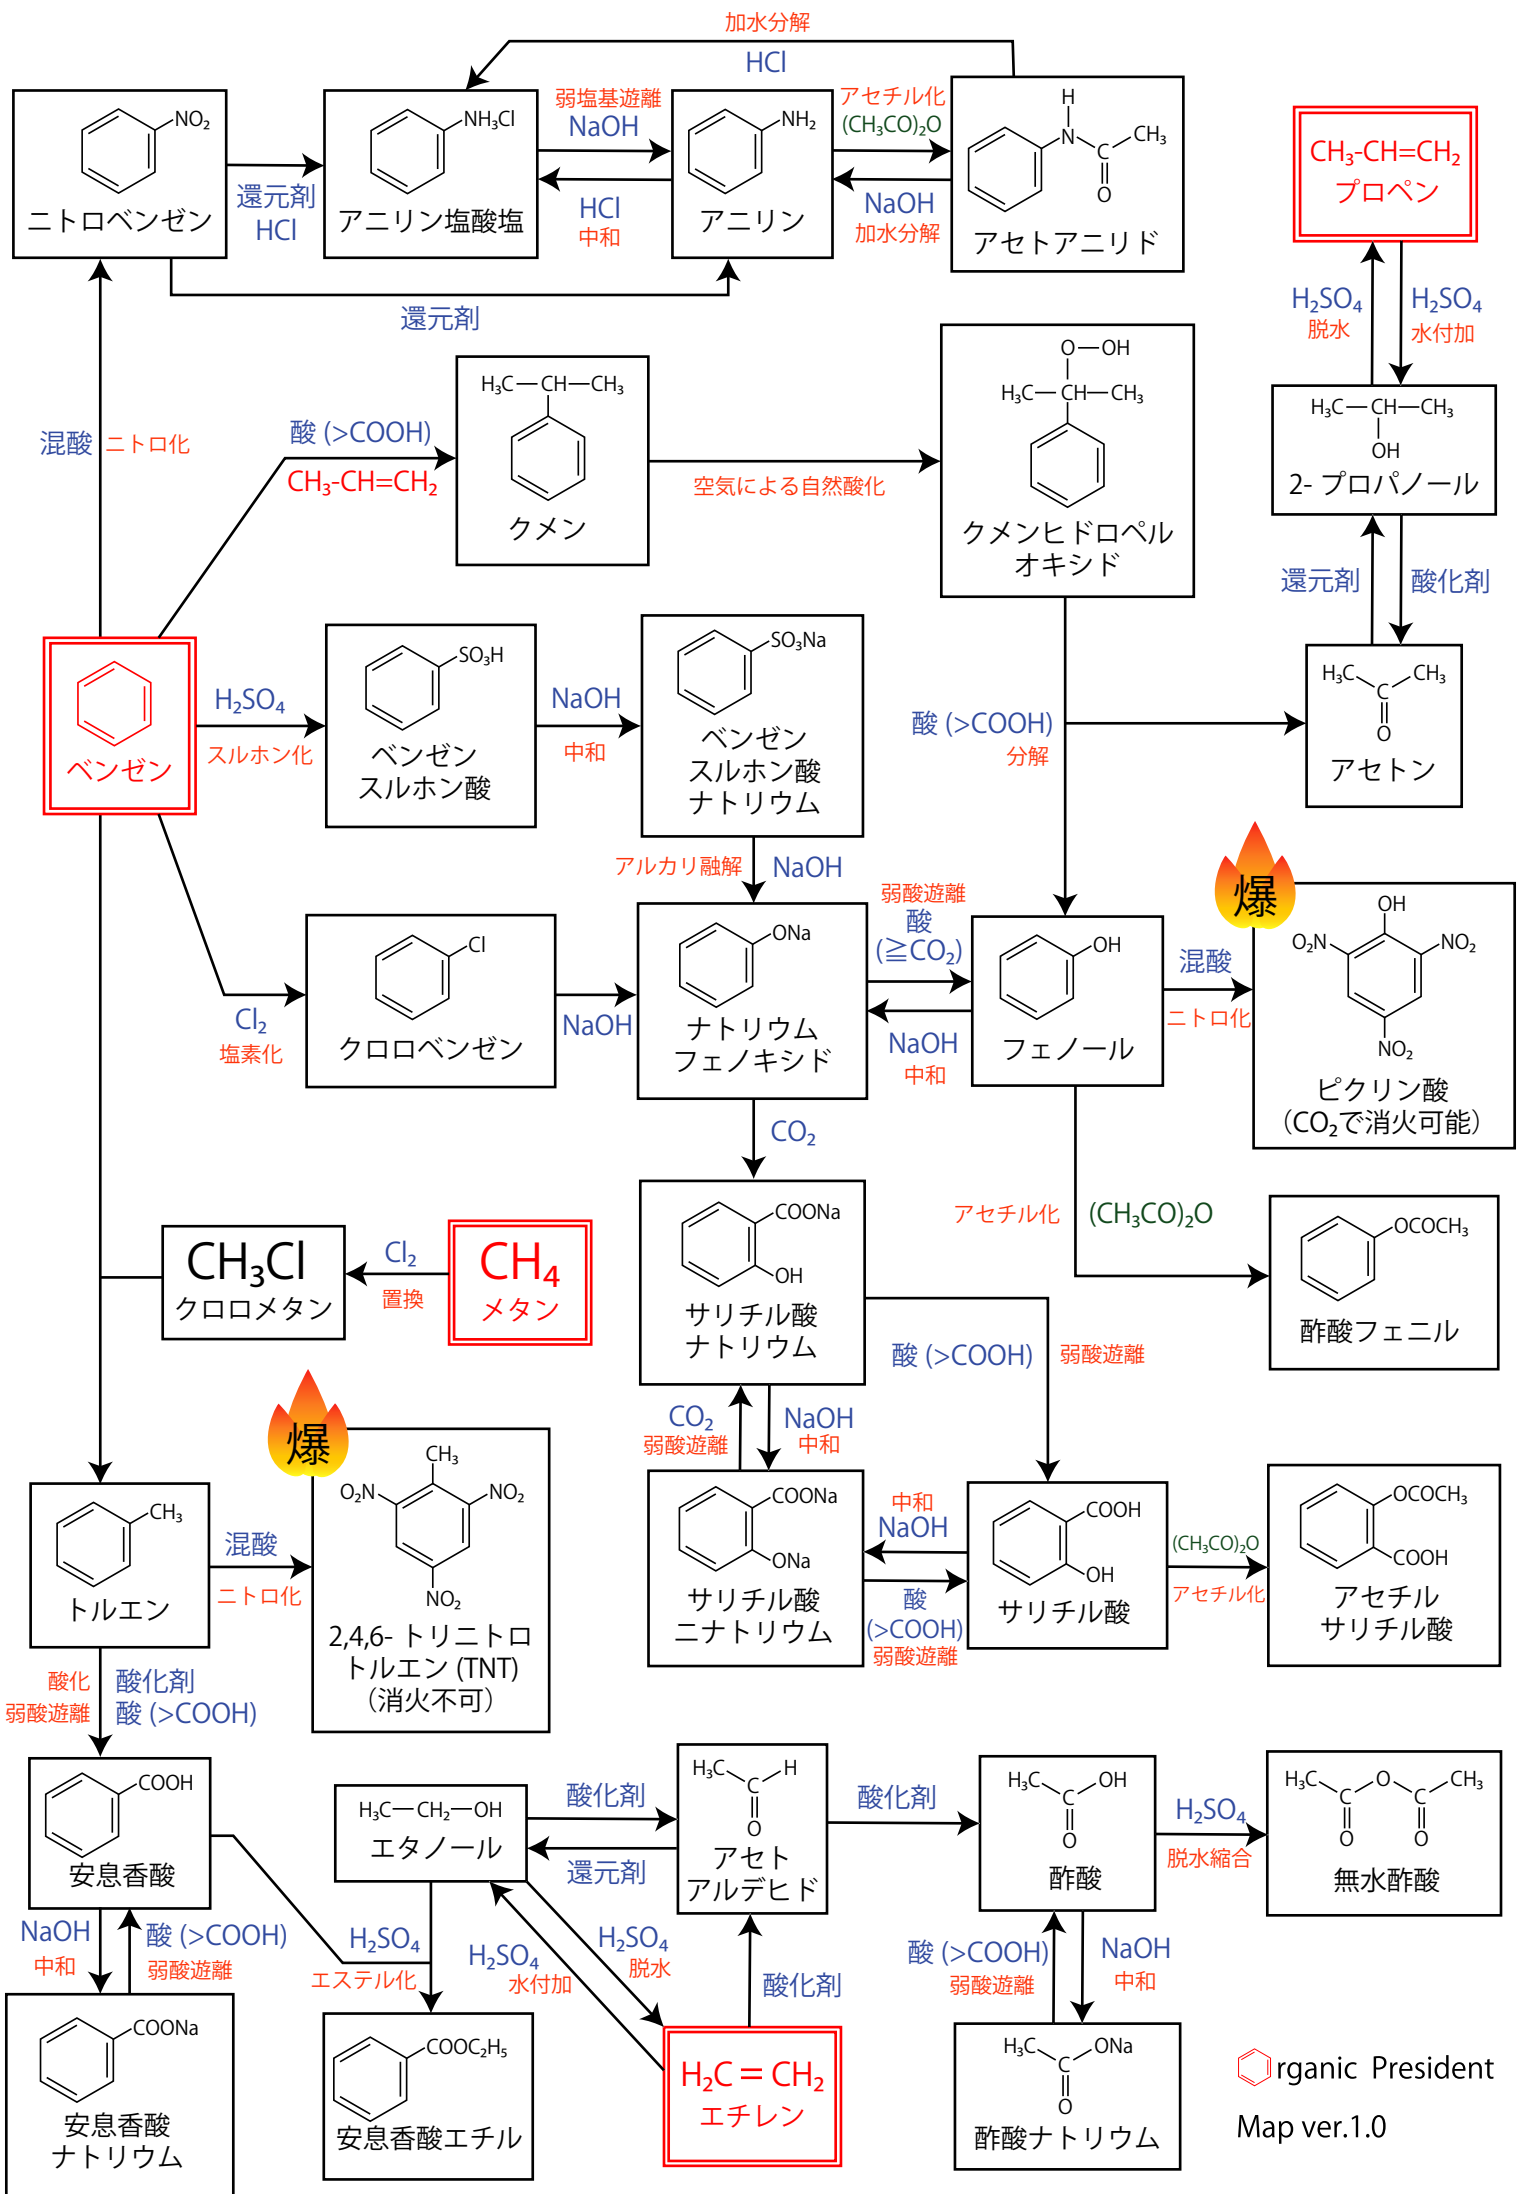 加水分解
HCl
NO₂
ニトロベンゼン
還元剤
HCl
NH₃Cl
アニリン塩酸塩
弱塩基遊離
NaOH
HCl
中和
NH₂
アニリン
アセチル化
(CH₃CO)₂O
NaOH
加水分解
H
N
CH₃
C
O
アセトアニリド
還元剤
CH₃-CH=CH₂
プロペン
H₂SO₄
脱水
H₂SO₄
水付加
H₃C—CH—CH₃
OH
2- プロパノール
還元剤
酸化剤
H₃C
CH₃
C
O
アセトン
混酸
ニトロ化
酸 (>COOH)
CH₃-CH=CH₂
H₃C—CH—CH₃
クメン
空気による自然酸化
O—OH
H₃C—CH—CH₃
クメンヒドロペル
オキシド
酸 (>COOH)
分解
ベンゼン
H₂SO₄
スルホン化
SO₃H
ベンゼン
スルホン酸
NaOH
中和
SO₃Na
ベンゼン
スルホン酸
ナトリウム
アルカリ融解
NaOH
Cl₂
塩素化
Cl
クロロベンゼン
NaOH
ONa
ナトリウム
フェノキシド
弱酸遊離
酸
(≧CO₂)
NaOH
中和
OH
フェノール
混酸
ニトロ化
爆
OH
O₂N
NO₂
NO₂
ピクリン酸
（CO₂で消火可能）
CO₂
アセチル化
(CH₃CO)₂O
OCOCH₃
酢酸フェニル
CH₃Cl
クロロメタン
Cl₂
置換
CH₄
メタン
COONa
OH
サリチル酸
ナトリウム
酸 (>COOH)
弱酸遊離
CO₂
弱酸遊離
NaOH
中和
COONa
ONa
サリチル酸
ニナトリウム
中和
NaOH
酸
(>COOH)
弱酸遊離
COOH
OH
サリチル酸
(CH₃CO)₂O
アセチル化
OCOCH₃
COOH
アセチル
サリチル酸
CH₃
トルエン
混酸
ニトロ化
爆
CH₃
O₂N
NO₂
NO₂
2,4,6- トリニトロ
トルエン (TNT)
（消火不可）
酸化
弱酸遊離
酸化剤
酸 (>COOH)
COOH
安息香酸
NaOH
中和
酸 (>COOH)
弱酸遊離
COONa
安息香酸
ナトリウム
H₃C—CH₂—OH
エタノール
酸化剤
還元剤
H₃C
H
C
O
アセト
アルデヒド
酸化剤
H₃C
OH
C
O
酢酸
H₂SO₄
脱水縮合
H₃C
O
CH₃
C
C
O
O
無水酢酸
H₂SO₄
エステル化
COOC₂H₅
安息香酸エチル
H₂SO₄
水付加
H₂SO₄
脱水
酸化剤
H₂C = CH₂
エチレン
酸 (>COOH)
弱酸遊離
NaOH
中和
H₃C
ONa
C
O
酢酸ナトリウム
rganic President
Map ver.1.0